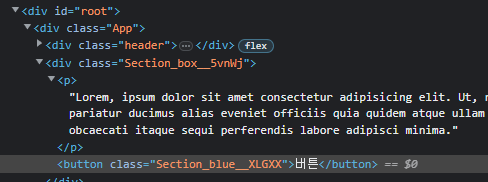 <div id="root">
<div class="App">
<div class="header">⋯</div> flex
<div class="Section_box__5vnWj">
<p>
"Lorem, ipsum dolor sit amet consectetur adipisicing elit. Ut,
pariatur ducimus alias eveniet officiis quia quidem atque ullam
obcaecati itaque sequi perferendis labore adipisci minima."
</p>
<button class="Section_blue__XLGXX">버튼</button> == $0
</div>